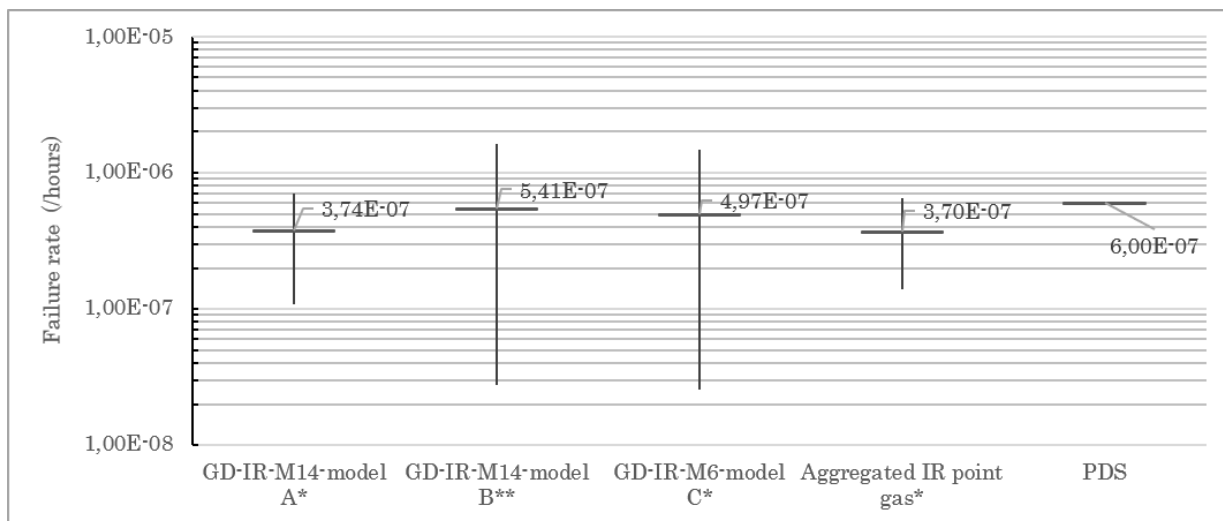 1,00E-05
1,00E-06
1,00E-07
1,00E-08
Failure rate (/hours)
3,74E-07
5,41E-07
4,97E-07
3,70E-07
6,00E-07
GD-IR-M14-model
A*
GD-IR-M14-model
B**
GD-IR-M6-model
C*
Aggregated IR point
gas*
PDS